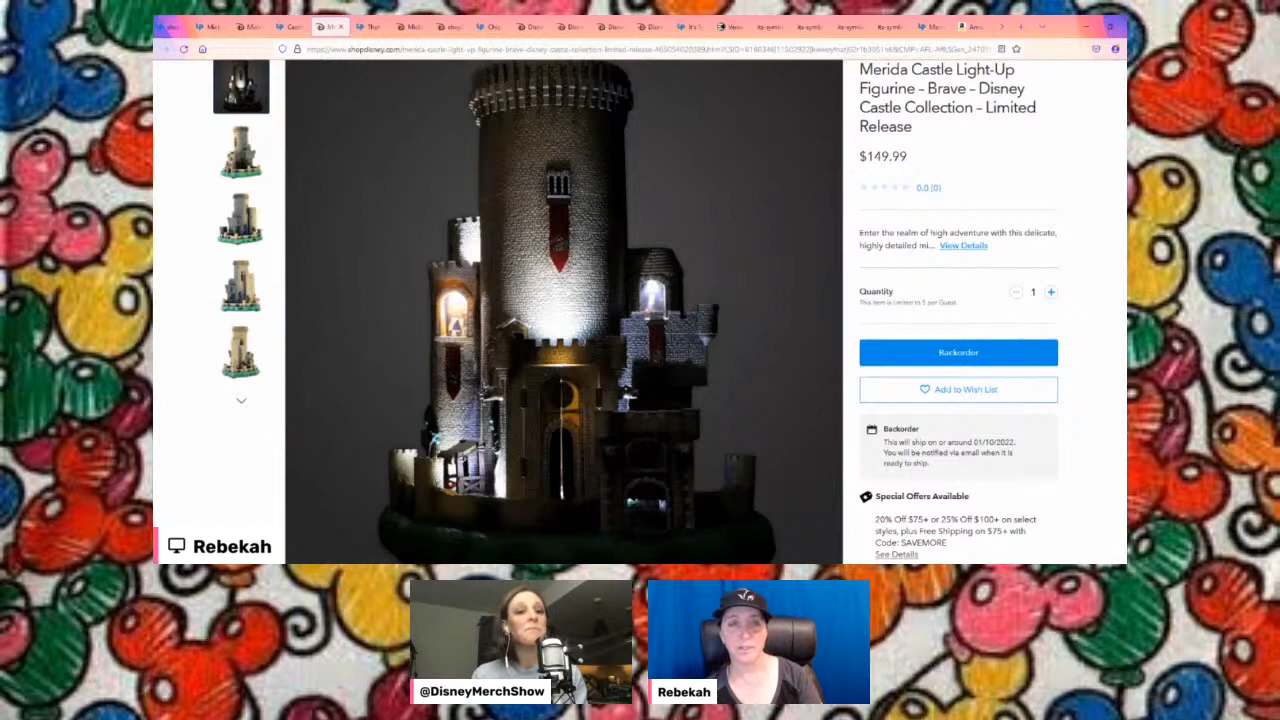 Merida Castle Light-Up
Figurine – Brave – Disney
Castle Collection – Limited
Release
$149.99
0.0 (0)
Enter the realm of high adventure with this delicate,
highly detailed mi... View Details
Quantity
1
This item is limited to 5 per Guest.
Backorder
Add to Wish List
Backorder
This will ship on or around 01/10/2022.
You will be notified via email when it is
ready to ship.
Special Offers Available
20% Off $75+ or 25% Off $100+ on select
styles, plus Free Shipping on $75+ with
Code: SAVEMORE
See Details
Rebekah
@DisneyMerchShow
Rebekah